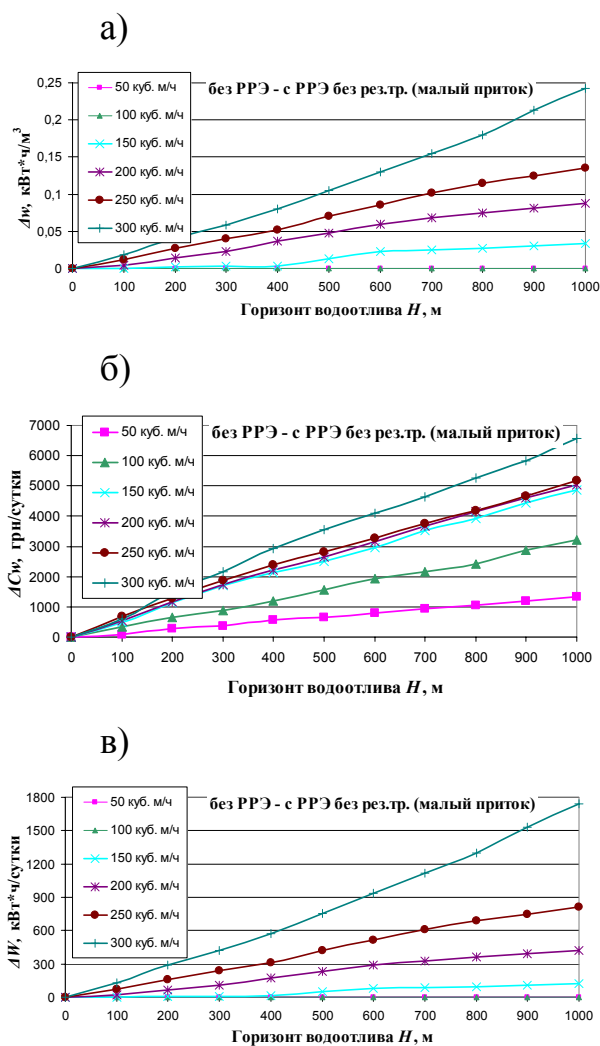 а)
без РРЭ - с РРЭ без рез.тр. (малый приток)
50 куб. м/ч
100 куб. м/ч
150 куб. м/ч
200 куб. м/ч
250 куб. м/ч
300 куб. м/ч
Δw, кВт*ч/м³
0,25
0,2
0,15
0,1
0,05
0
0 100 200 300 400 500 600 700 800 900 1000
Горизонт водоотлива H, м
б)
без РРЭ - с РРЭ без рез.тр. (малый приток)
50 куб. м/ч
100 куб. м/ч
150 куб. м/ч
200 куб. м/ч
250 куб. м/ч
300 куб. м/ч
ΔCw, грн/сутки
7000
6000
5000
4000
3000
2000
1000
0
0 100 200 300 400 500 600 700 800 900 1000
Горизонт водоотлива H, м
в)
без РРЭ - с РРЭ без рез.тр. (малый приток)
50 куб. м/ч
100 куб. м/ч
150 куб. м/ч
200 куб. м/ч
250 куб. м/ч
300 куб. м/ч
ΔW, кВт*ч/сутки
1800
1500
1200
900
600
300
0
0 100 200 300 400 500 600 700 800 900 1000
Горизонт водоотлива H, м